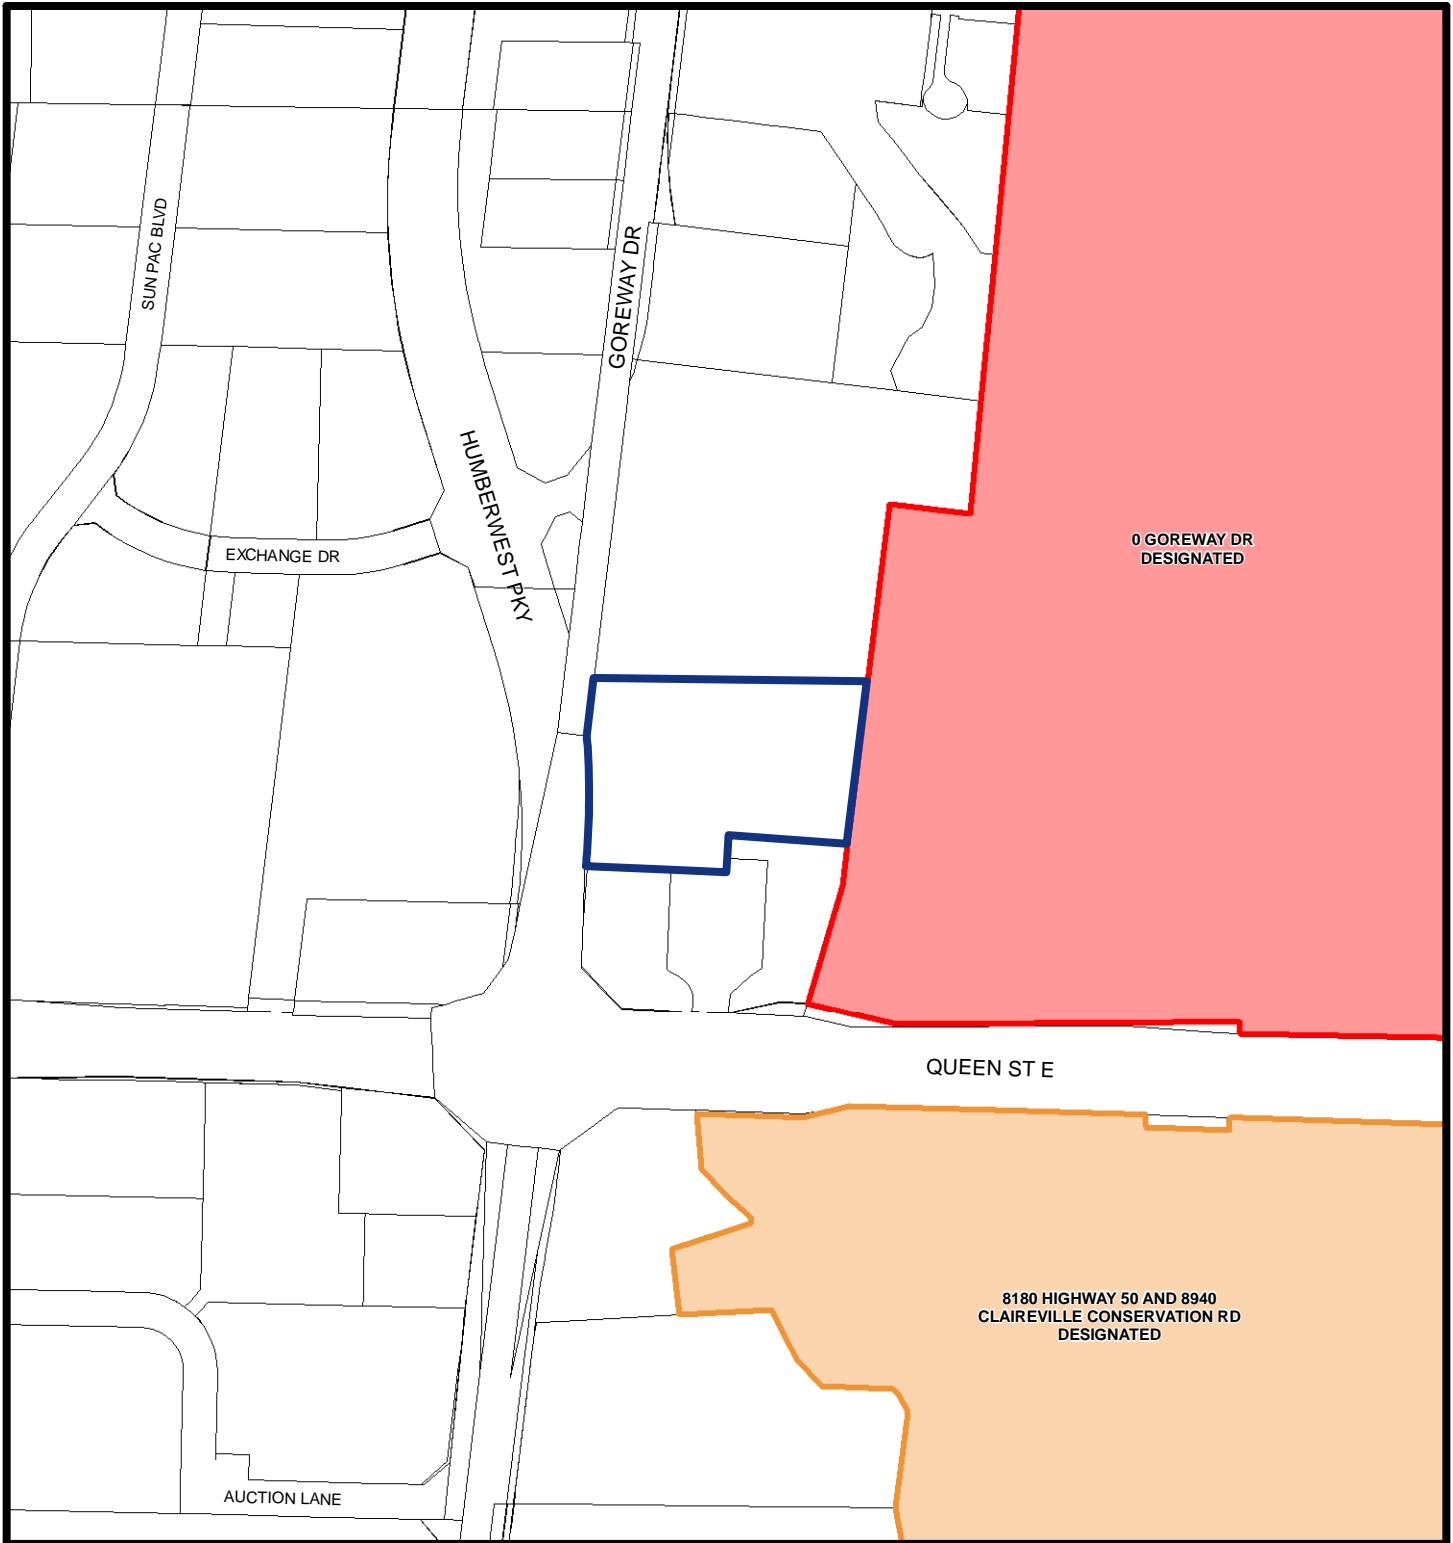 SUN PAC BLVD
GOREWAY DR
HUMBERWEST PKY
EXCHANGE DR
0 GOREWAY DR
DESIGNATED
QUEEN ST E
8180 HIGHWAY 50 AND 8940
CLAIREVILLE CONSERVATION RD
DESIGNATED
AUCTION LANE